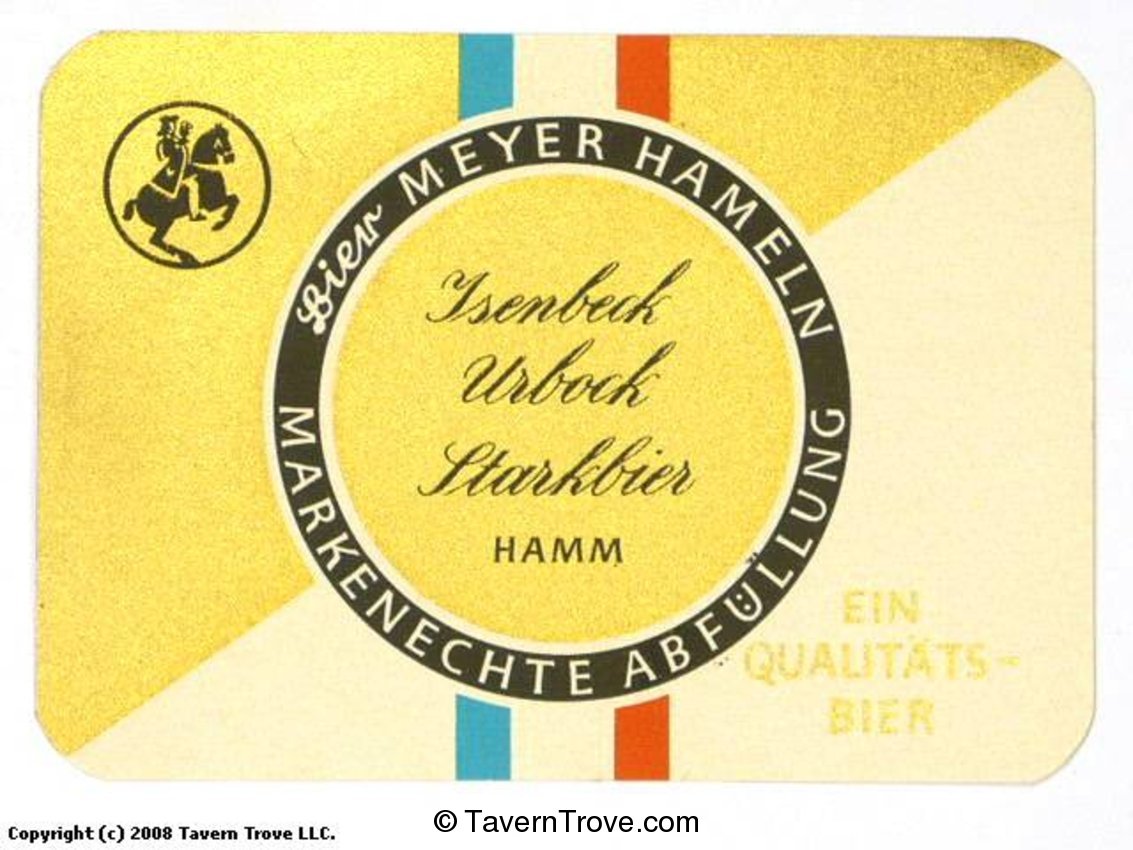 Bier MEYER HAMELN
Isenbeck
Urbock
Starkbier
HAMM
MARKENECHTE ABFÜLLUNG
EIN
QUALITÄTS-
BIER
Copyright (c) 2008 Tavern Trove LLC.
© TavernTrove.com